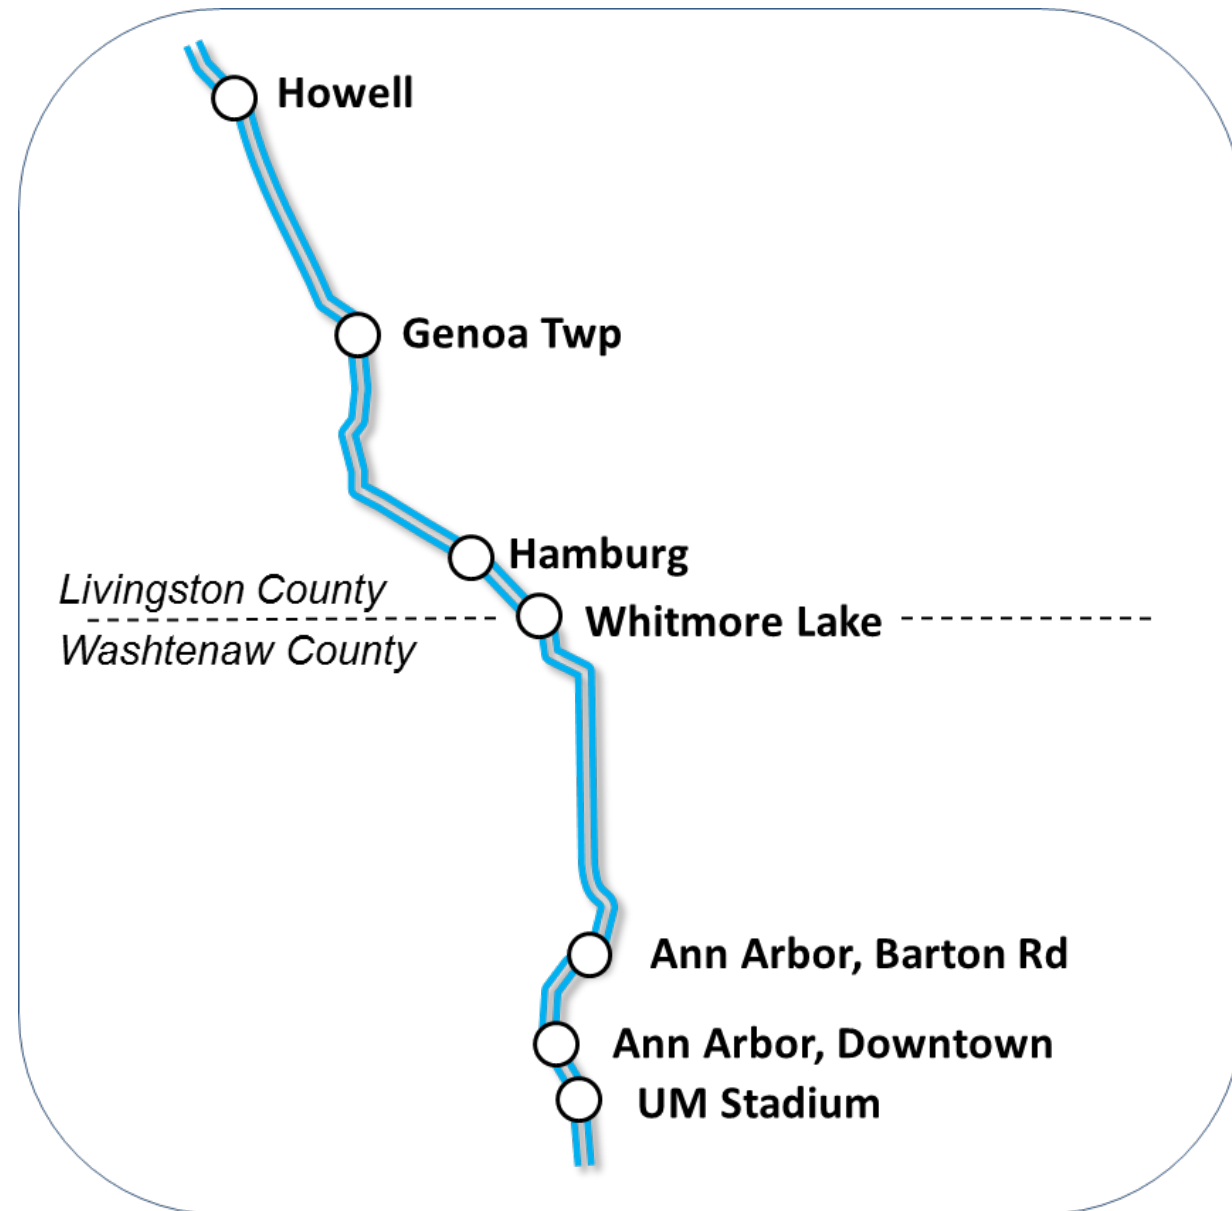 Howell
Genoa Twp
Hamburg
Livingston County
Whitmore Lake
Washtenaw County
Ann Arbor, Barton Rd
Ann Arbor, Downtown
UM Stadium